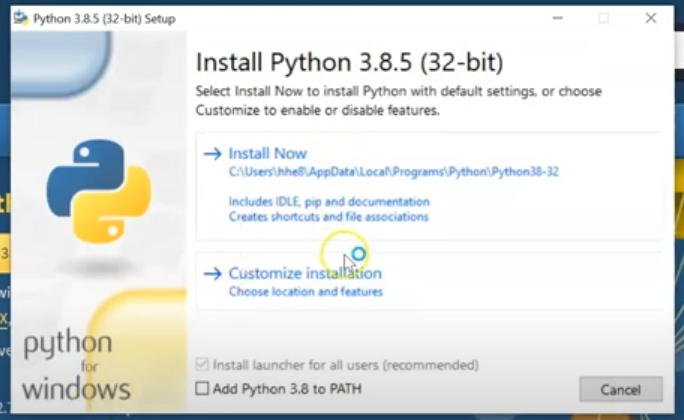 Python 3.8.5 (32-bit) Setup
Install Python 3.8.5 (32-bit)
Select Install Now to install Python with default settings, or choose
Customize to enable or disable features.
Install Now
C:\Users\hhe8\AppData\Local\Programs\Python\Python38-32
Includes IDLE, pip and documentation
Creates shortcuts and file associations
Customize installation
Choose location and features
python
for
windows
Install launcher for all users (recommended)
Add Python 3.8 to PATH
Cancel